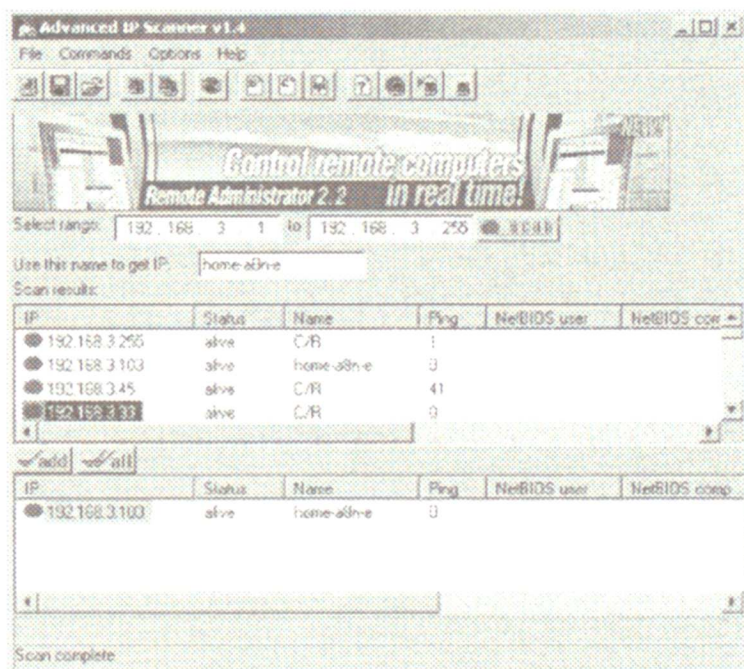 Advanced IP Scanner v1.4
File Commands Options Help
NEW!
Control remote computers
Remote Administrator 2.2 in real time!
Select range: 192 . 168 . 3 . 1 to 192 . 168 . 3 . 255
Use this name to get IP: home-a8n-e
Scan results:
IP Status Name Ping NetBIOS user NetBIOS com
192.168.3.255 alive C/R 1
192.168.3.103 alive home-a8n-e 0
192.168.3.45 alive C/R 41
192.168.3.33 alive C/R 0
add all
IP Status Name Ping NetBIOS user NetBIOS comp
192.168.3.103 alive home-a8n-e 0
Scan complete